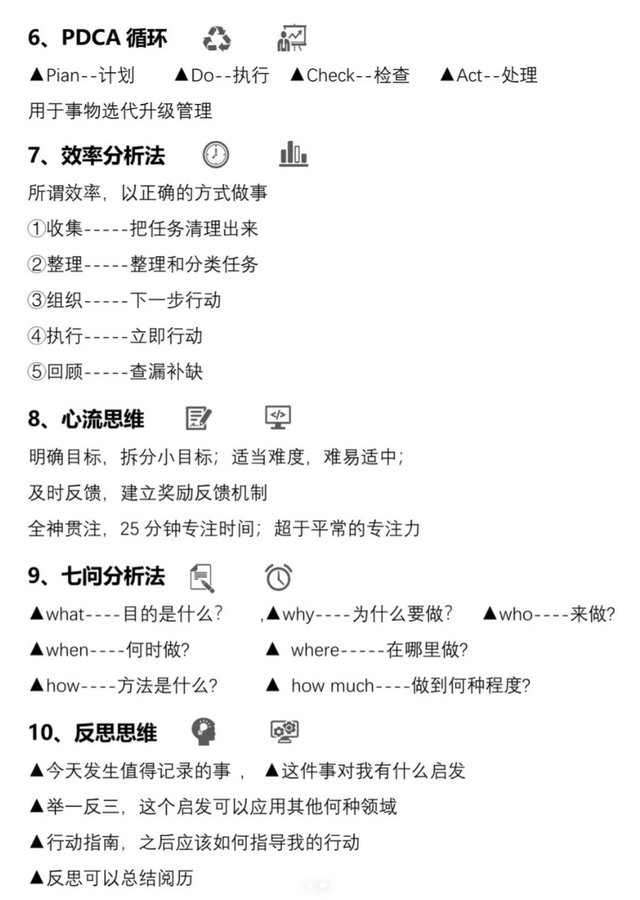 6、PDCA 循环
▲Pian--计划 ▲Do--执行 ▲Check--检查 ▲Act--处理
用于事物选代升级管理
7、效率分析法
所谓效率，以正确的方式做事
①收集-----把任务清理出来
②整理-----整理和分类任务
③组织-----下一步行动
④执行-----立即行动
⑤回顾-----查漏补缺
8、心流思维
明确目标，拆分小目标；适当难度，难易适中；
及时反馈，建立奖励反馈机制
全神贯注，25 分钟专注时间；超于平常的专注力
9、七问分析法
▲what----目的是什么？ ,▲why----为什么要做？ ▲who----来做?
▲when----何时做? ▲ where-----在哪里做?
▲how----方法是什么? ▲ how much----做到何种程度?
10、反思思维
▲今天发生值得记录的事 ， ▲这件事对我有什么启发
▲举一反三，这个启发可以应用其他何种领域
▲行动指南，之后应该如何指导我的行动
▲反思可以总结阅历